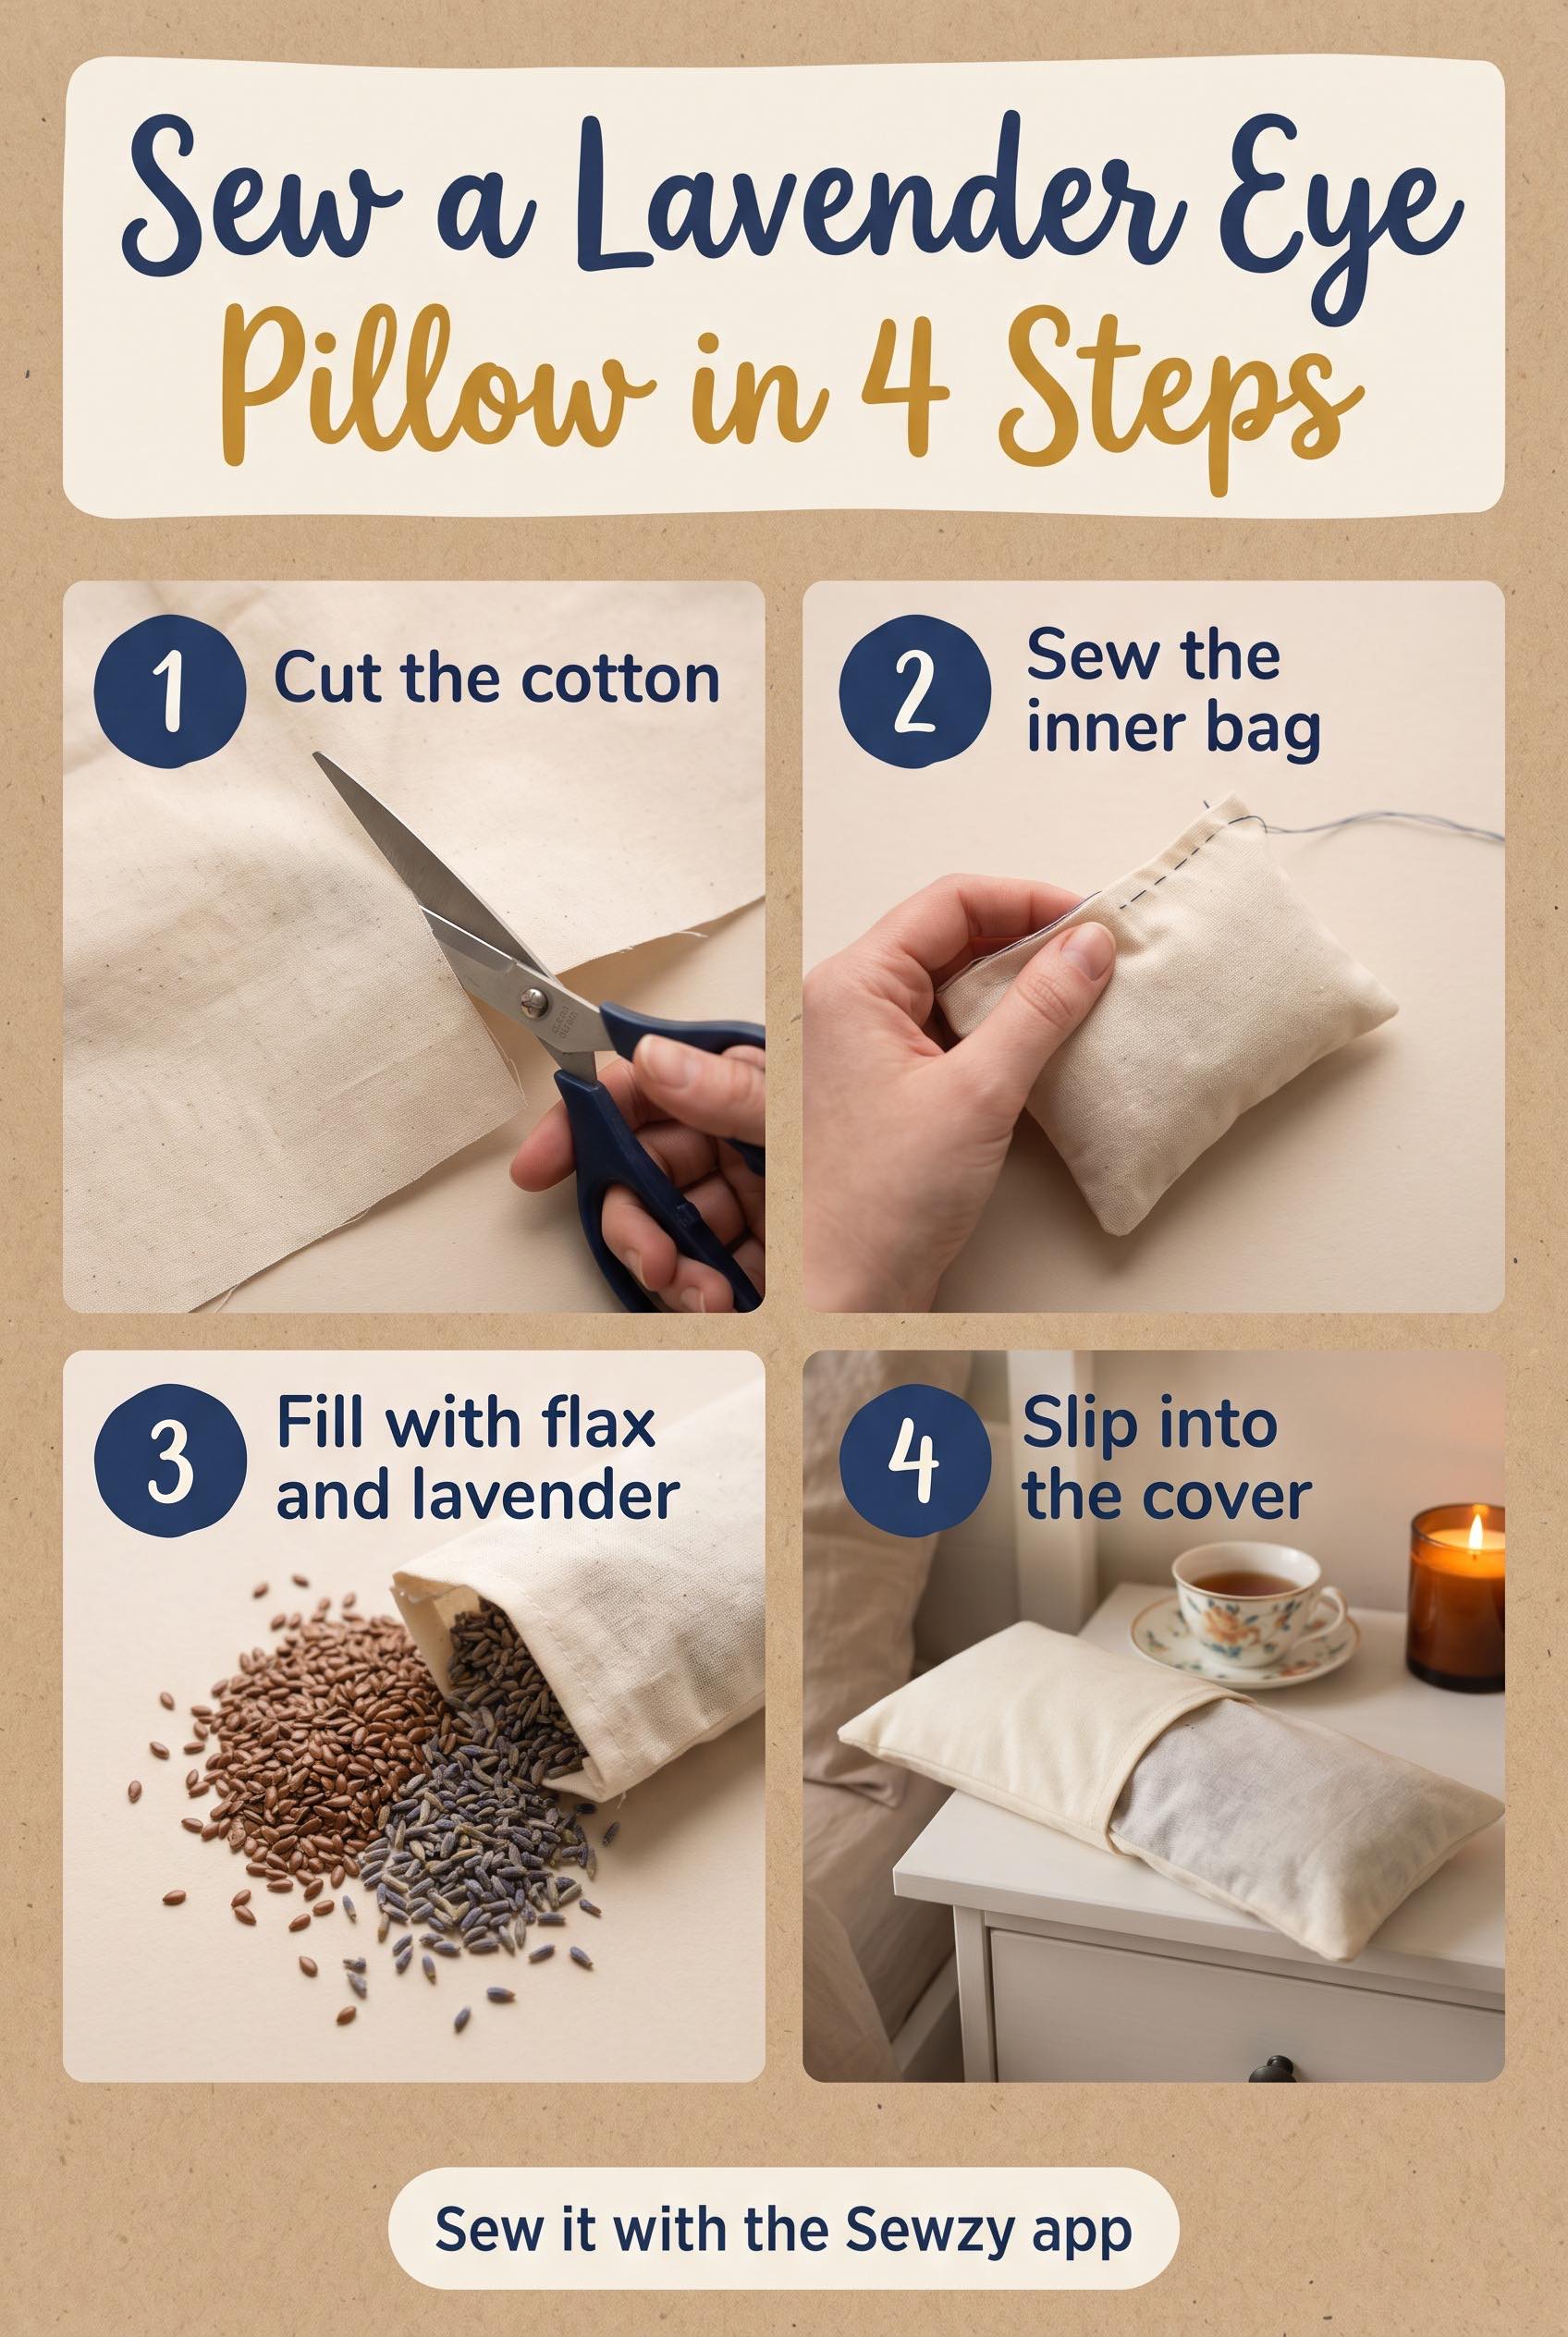 Sew a Lavender Eye
Pillow in 4 Steps
1
Cut the cotton
2
Sew the
inner bag
3
Fill with flax
and lavender
4
Slip into
the cover
Sew it with the Sewzy app